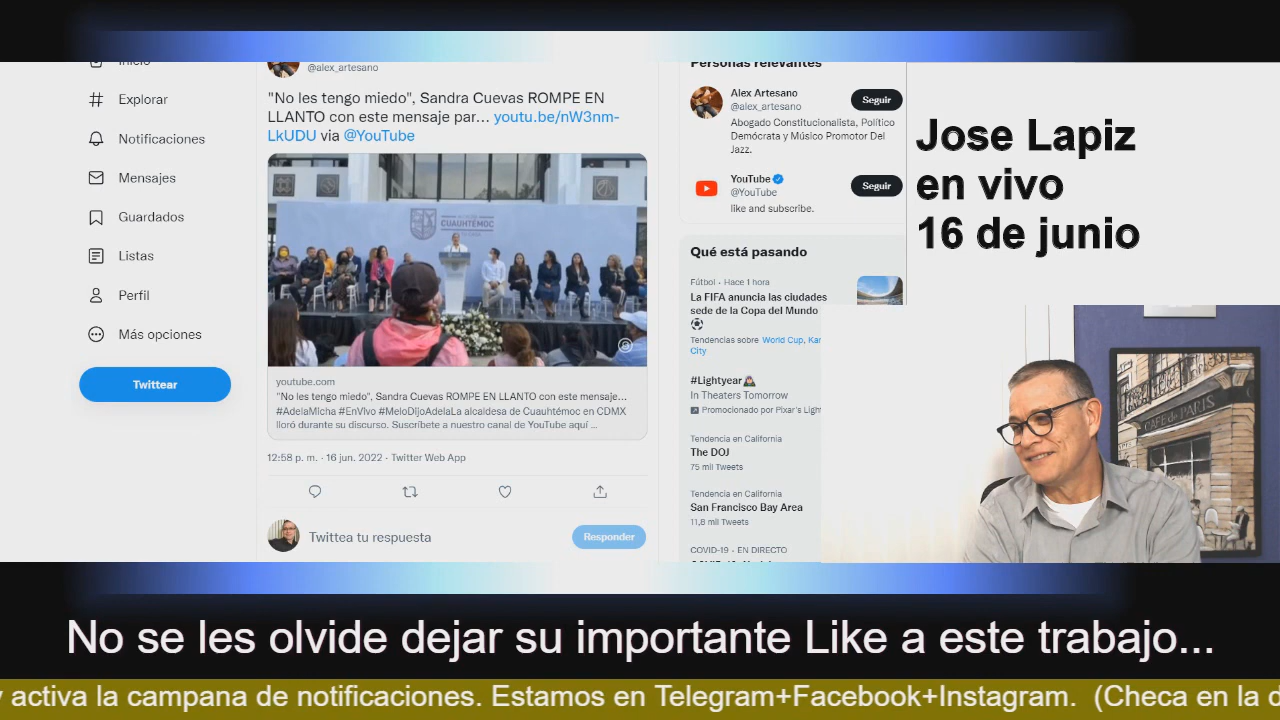 Inicio
Explorar
Notificaciones
Mensajes
Guardados
Listas
Perfil
Más opciones
Twittear
@alex_artesano
"No les tengo miedo", Sandra Cuevas ROMPE EN
LLANTO con este mensaje par… youtu.be/nW3nm-
LkUDU via @YouTube
CUAUHTÉMOC
youtube.com
"No les tengo miedo", Sandra Cuevas ROMPE EN LLANTO con este mensaje…
#AdelaMicha #EnVivo #MeloDijoAdelaLa alcaldesa de Cuauhtémoc en CDMX
lloró durante su discurso. Suscríbete a nuestro canal de YouTube aquí ...
12:58 p. m. · 16 jun. 2022 · Twitter Web App
Twittea tu respuesta
Responder
Personas relevantes
Alex Artesano
@alex_artesano
Seguir
Abogado Constitucionalista, Político
Demócrata y Músico Promotor Del
Jazz.
YouTube
@YouTube
Seguir
like and subscribe.
Qué está pasando
Fútbol · Hace 1 hora
La FIFA anuncia las ciudades
sede de la Copa del Mundo
Tendencias sobre World Cup, Kan
City
#Lightyear
In Theaters Tomorrow
Promocionado por Pixar's Light
Tendencia en California
The DOJ
75 mil Tweets
Tendencia en California
San Francisco Bay Area
11,8 mil Tweets
COVID-19 · EN DIRECTO
Jose Lapiz
en vivo
16 de junio
CAFE de PARIS
No se les olvide dejar su importante Like a este trabajo...
y activa la campana de notificaciones. Estamos en Telegram+Facebook+Instagram. (Checa en la d